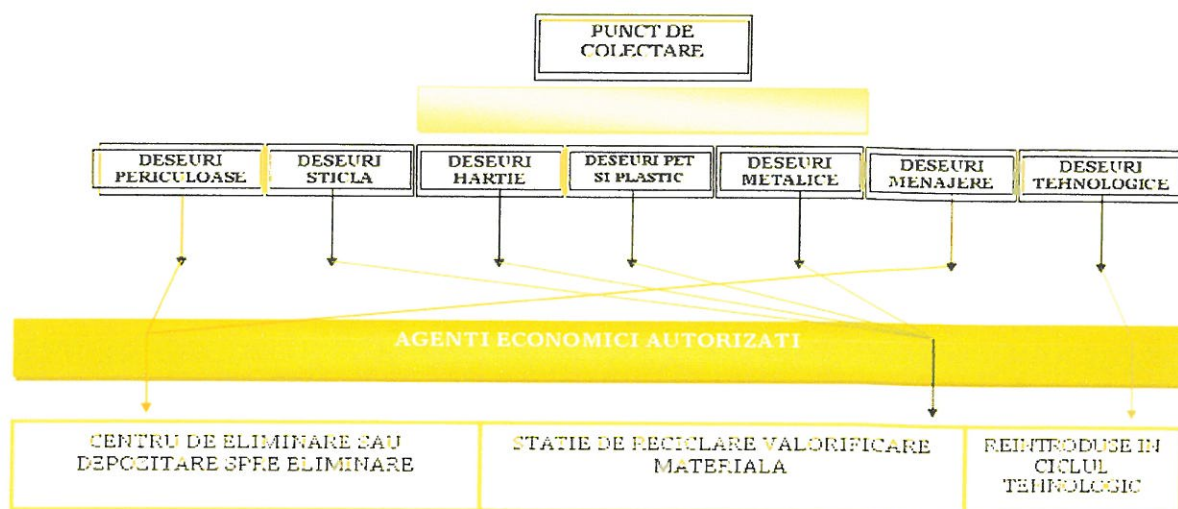 PUNCT DE
COLECTARE
DESEURI
PERICULOASE
DESEURI
STICLA
DESEURI
HARTIE
DESEURI PET
SI PLASTIC
DESEURI
METALICE
DESEURI
MENAJERE
DESEURI
TEHNOLOGICE
AGENTI ECONOMICI AUTORIZATI
CENTRU DE ELIMINARE SAU
DEPOZITARE SPRE ELIMINARE
STATIE DE RECICLARE VALORIFICARE
MATERIALA
REINTRODUSE IN
CICLUL
TEHNOLOGIC